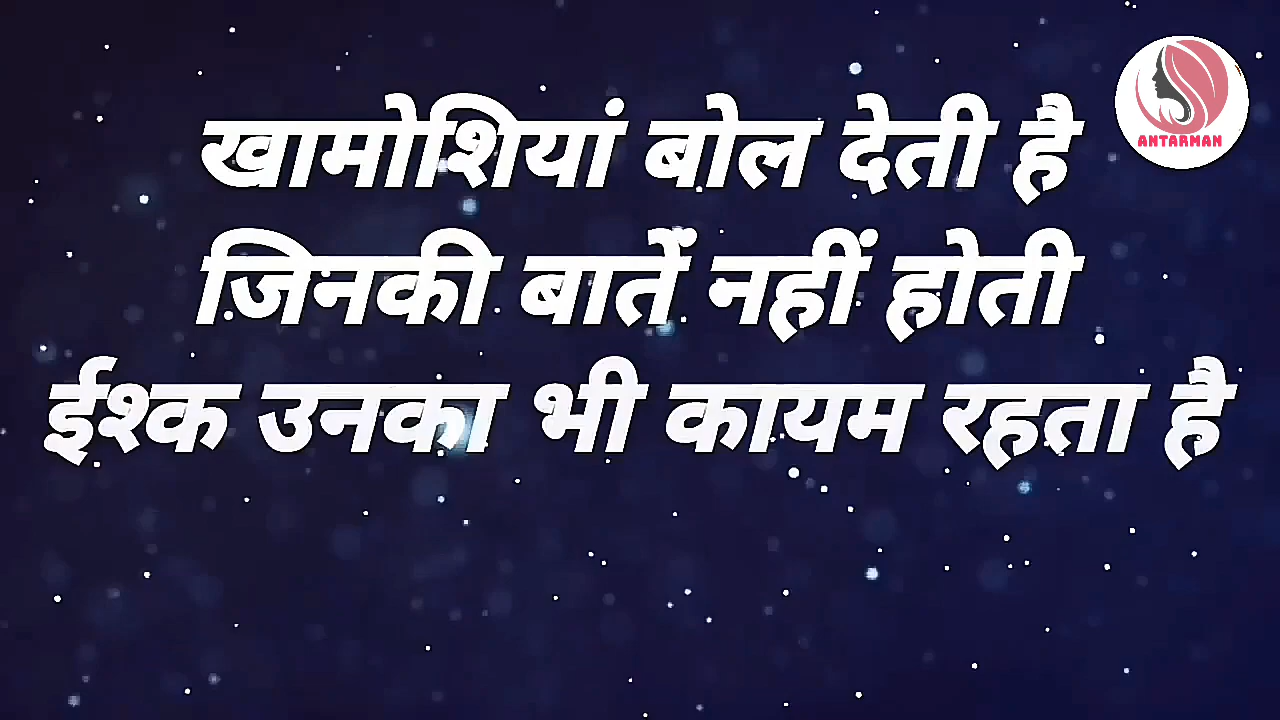 खामोशियां बोल देती है
जिनकी बातें नहीं होती
ईश्क उनका भी कायम रहता है
ANTARMAN